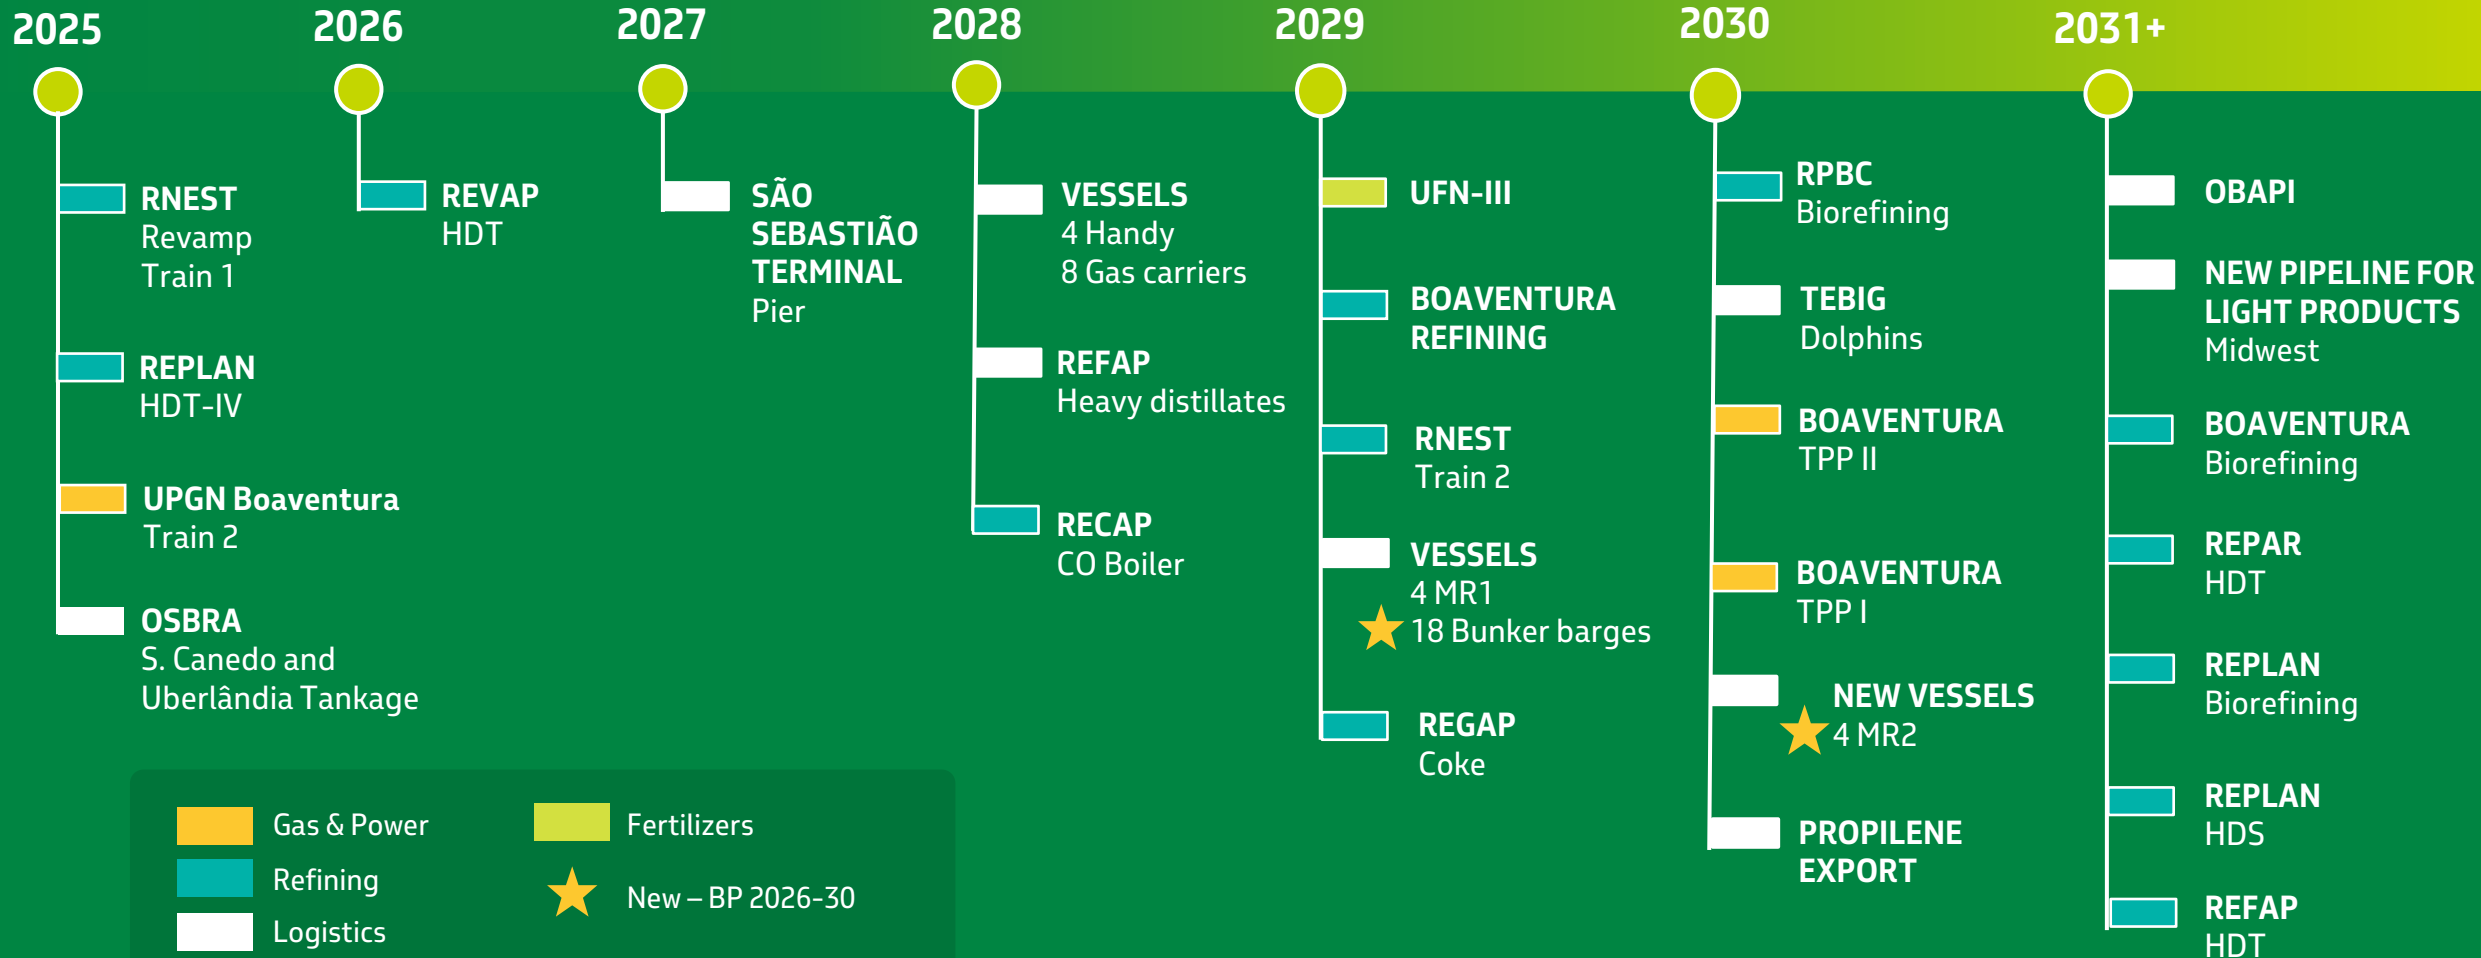 2025
2026
2027
2028
2029
2030
2031+
RNEST
Revamp
Train 1
REPLAN
HDT-IV
UPGN Boaventura
Train 2
OSBRA
S. Canedo and
Uberlândia Tankage
REVAP
HDT
SÃO
SEBASTIÃO
TERMINAL
Pier
VESSELS
4 Handy
8 Gas carriers
REFAP
Heavy distillates
RECAP
CO Boiler
UFN-III
BOAVENTURA
REFINING
RNEST
Train 2
VESSELS
4 MR1
18 Bunker barges
REGAP
Coke
RPBC
Biorefining
TEBIG
Dolphins
BOAVENTURA
TPP II
BOAVENTURA
TPP I
NEW VESSELS
4 MR2
PROPILENE
EXPORT
OBAPI
NEW PIPELINE FOR
LIGHT PRODUCTS
Midwest
BOAVENTURA
Biorefining
REPAR
HDT
REPLAN
Biorefining
REPLAN
HDS
REFAP
HDT
Gas & Power
Refining
Logistics
Fertilizers
New – BP 2026-30